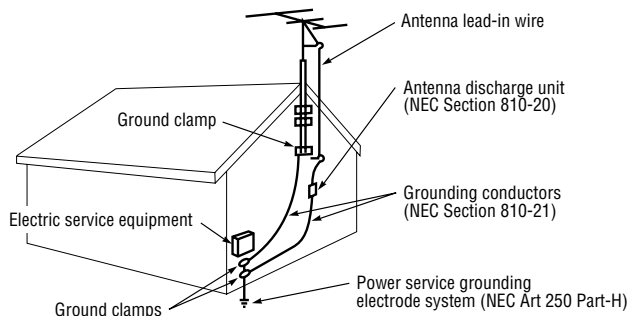 Antenna lead-in wire
Antenna discharge unit
(NEC Section 810-20)
Ground clamp
Grounding conductors
(NEC Section 810-21)
Electric service equipment
Power service grounding
electrode system (NEC Art 250 Part-H)
Ground clamps